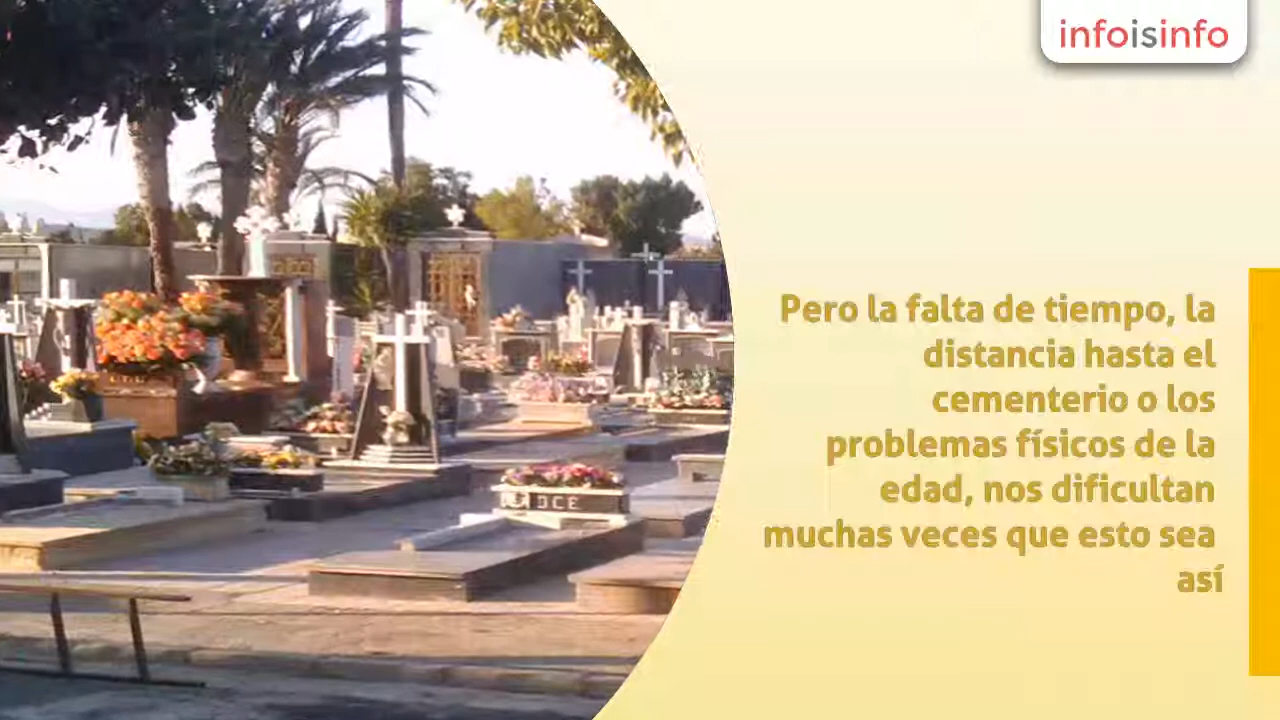 infoisinfo
Pero la falta de tiempo, la
distancia hasta el
cementerio o los
problemas físicos de la
edad, nos dificultan
muchas veces que esto sea
así